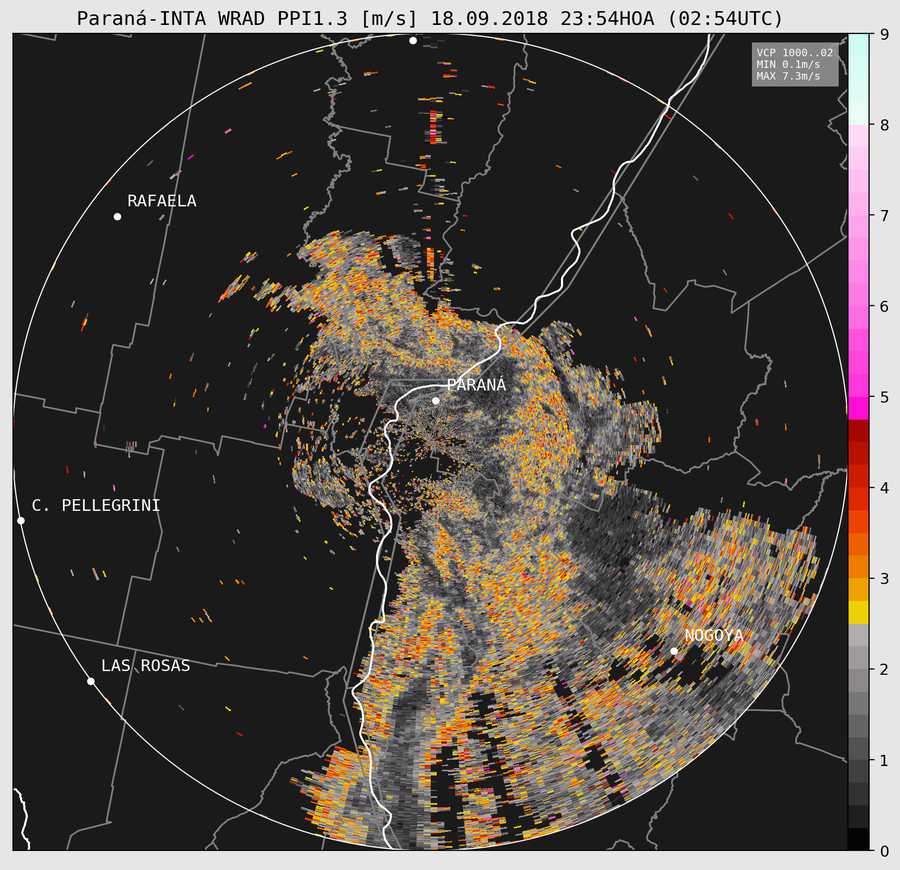 Paraná-INTA WRAD PPI1.3 [m/s] 18.09.2018 23:54HOA (02:54UTC)
VCP 1000..02
MIN 0.1m/s
MAX 7.3m/s
RAFAELA
PARANÁ
C. PELLEGRINI
NOGOYA
LAS ROSAS
9
8
7
6
5
4
3
2
1
0